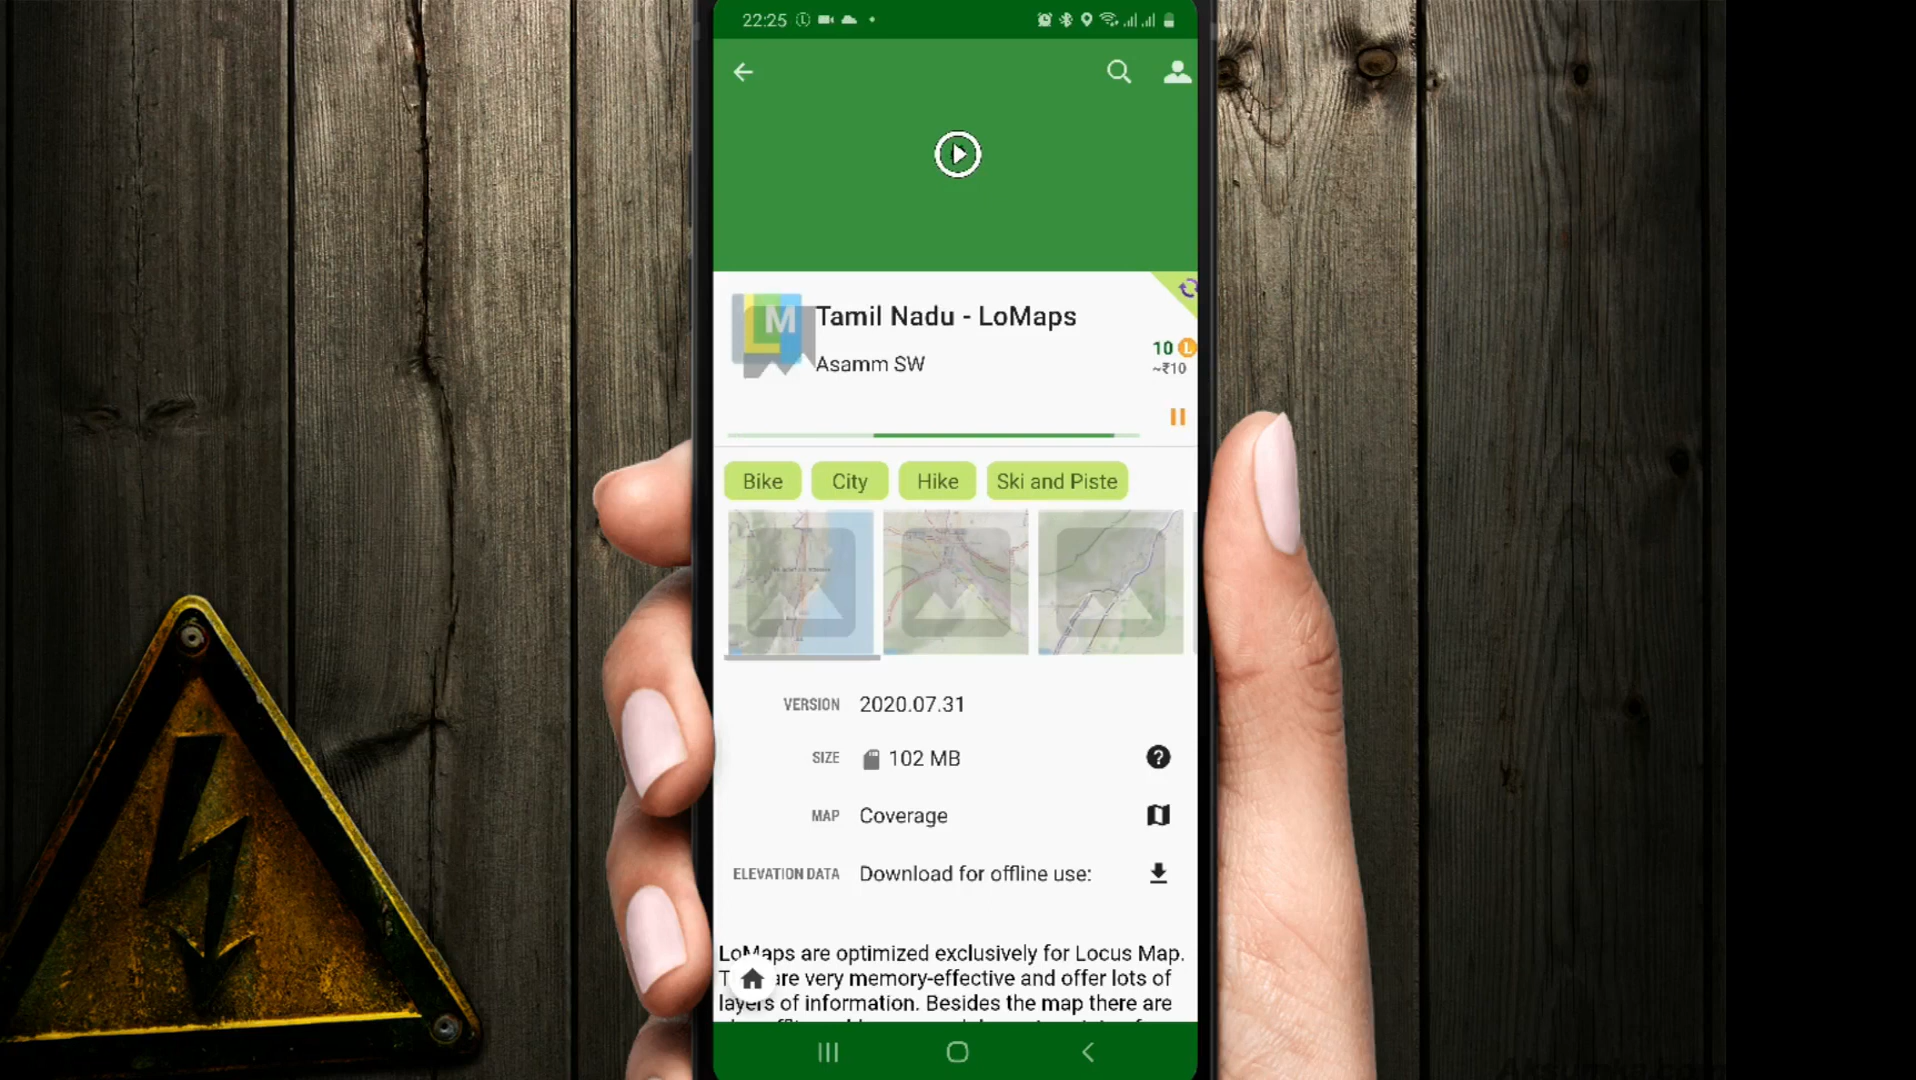 22:25
Tamil Nadu - LoMaps
Asamm SW
10
~₹10
Bike City Hike Ski and Piste
VERSION 2020.07.31
SIZE 102 MB
MAP Coverage
ELEVATION DATA Download for offline use:
LoMaps are optimized exclusively for Locus Map.
are very memory-effective and offer lots of
layers of information. Besides the map there are